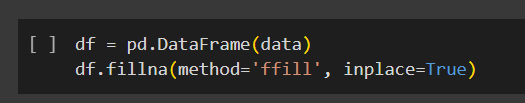 [ ] df = pd.DataFrame(data)
df.fillna(method='ffill', inplace=True)